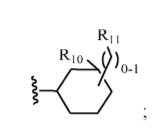 R₁₁
R₁₀ ( )₀₋₁
;